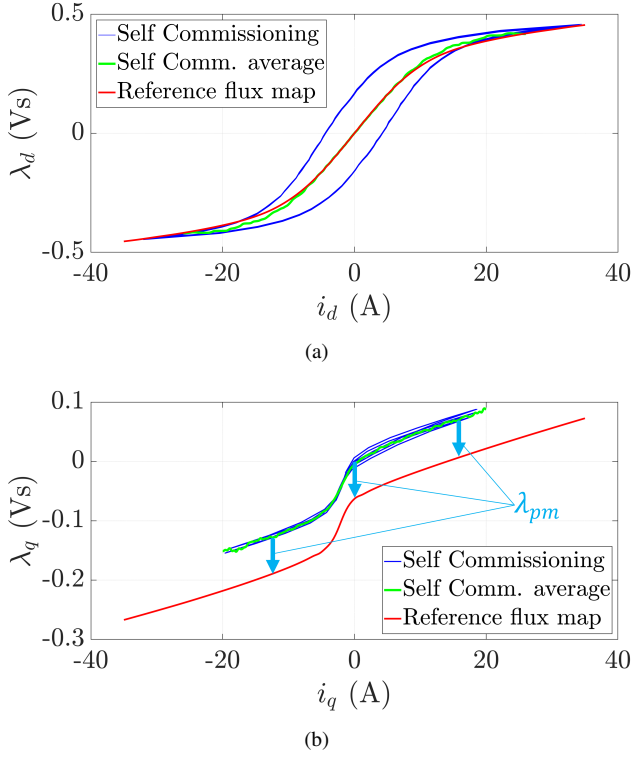 0.5
0
-0.5
λd (Vs)
Self Commissioning
Self Comm. average
Reference flux map
-40 -20 0 20 40
id (A)
(a)
0.1
0
-0.1
-0.2
-0.3
λq (Vs)
λpm
Self Commissioning
Self Comm. average
Reference flux map
-40 -20 0 20 40
iq (A)
(b)